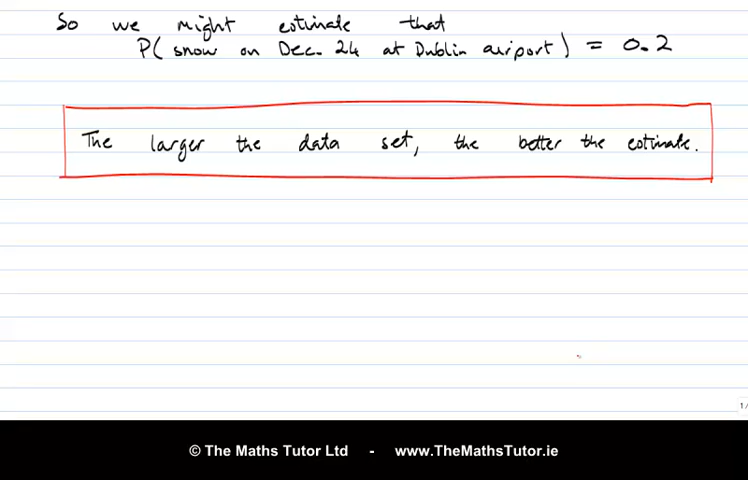 So we might estimate that
P( snow on Dec. 24 at Dublin airport ) = 0.2
The larger the data set, the better the estimate.
1/
© The Maths Tutor Ltd - www.TheMathsTutor.ie